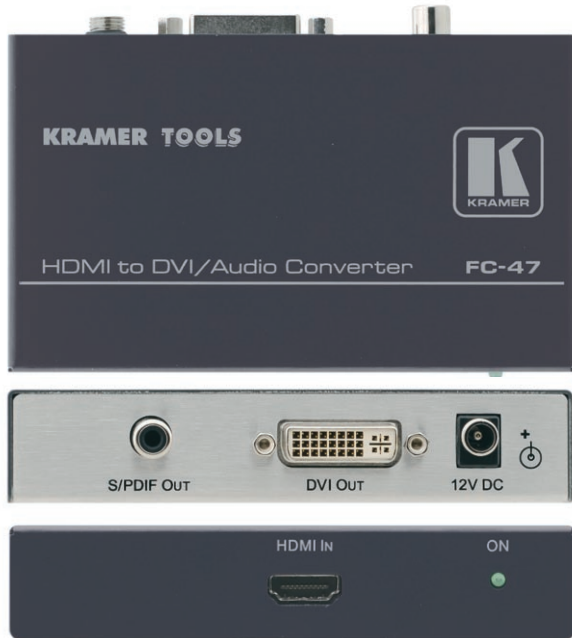 KRAMER TOOLS
KRAMER
HDMI to DVI/Audio Converter FC-47
S/PDIF OUT DVI OUT 12V DC +
HDMI IN ON